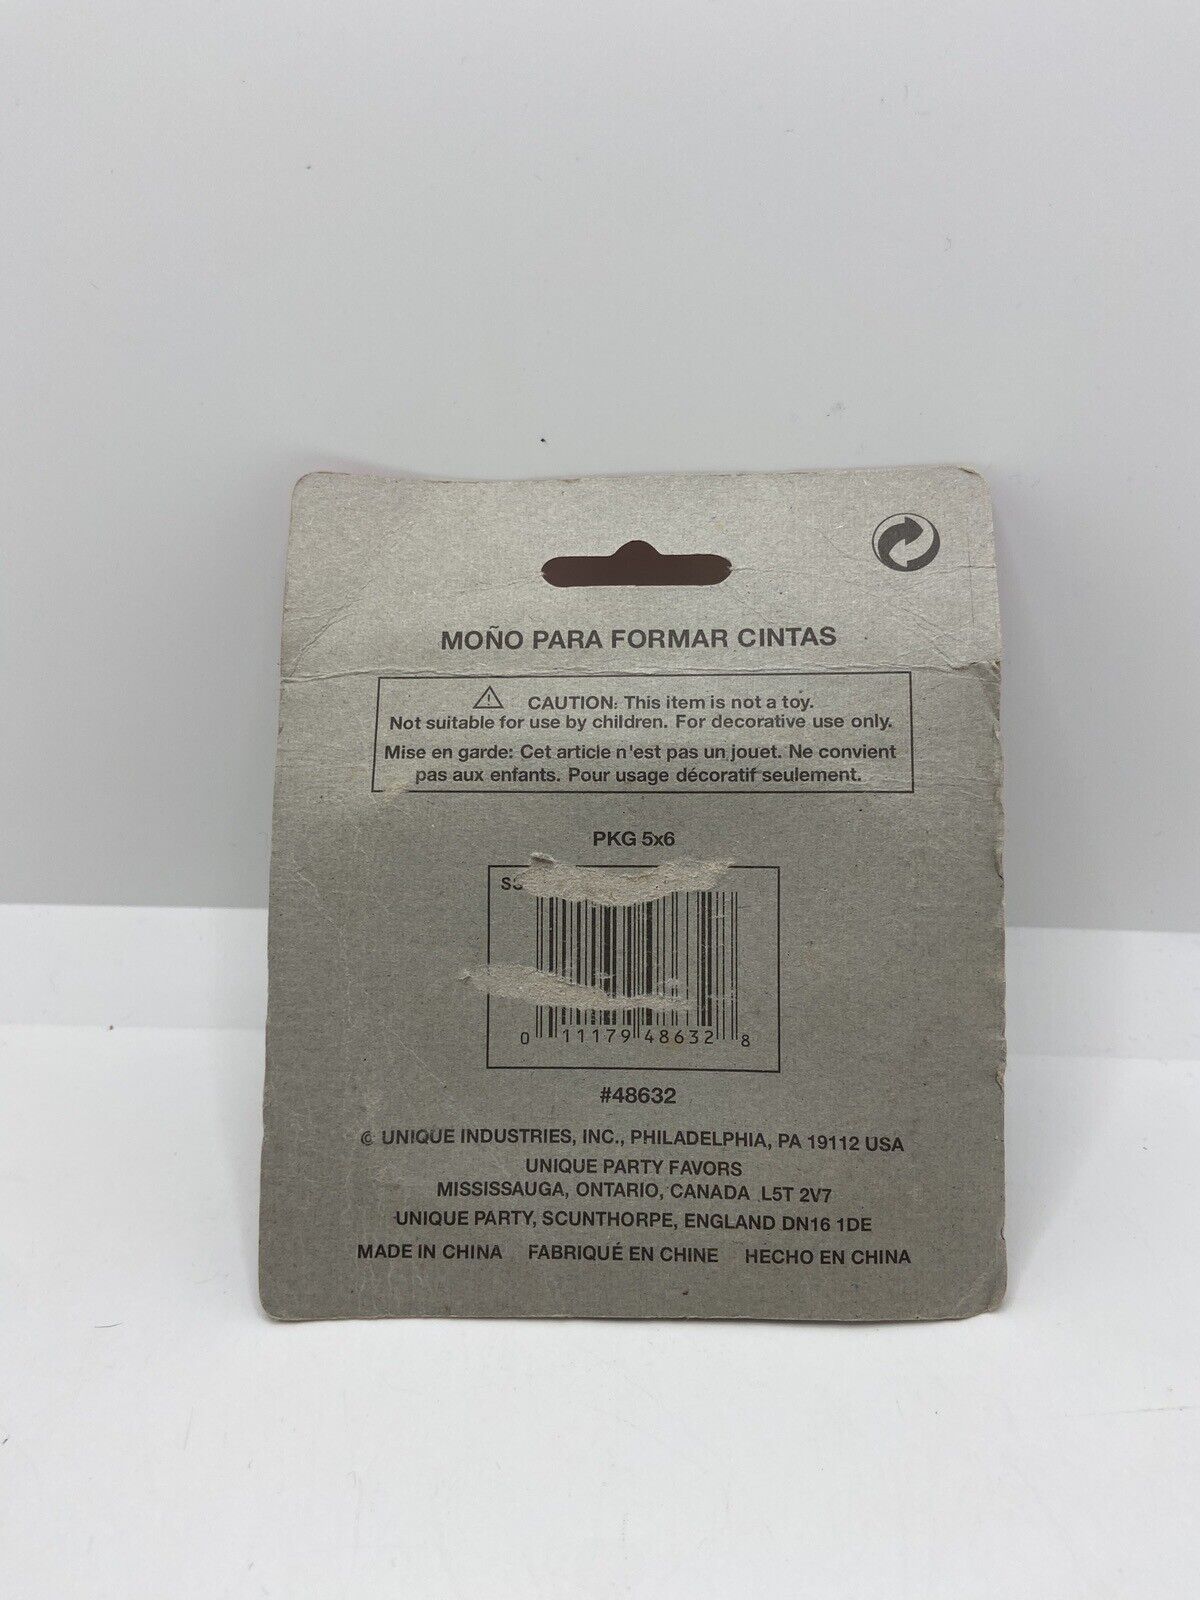 MOÑO PARA FORMAR CINTAS
CAUTION: This item is not a toy.
Not suitable for use by children. For decorative use only.
Mise en garde: Cet article n'est pas un jouet. Ne convient
pas aux enfants. Pour usage décoratif seulement.
PKG 5x6
0 11179 48632 8
#48632
© UNIQUE INDUSTRIES, INC., PHILADELPHIA, PA 19112 USA
UNIQUE PARTY FAVORS
MISSISSAUGA, ONTARIO, CANADA L5T 2V7
UNIQUE PARTY, SCUNTHORPE, ENGLAND DN16 1DE
MADE IN CHINA FABRIQUÉ EN CHINE HECHO EN CHINA